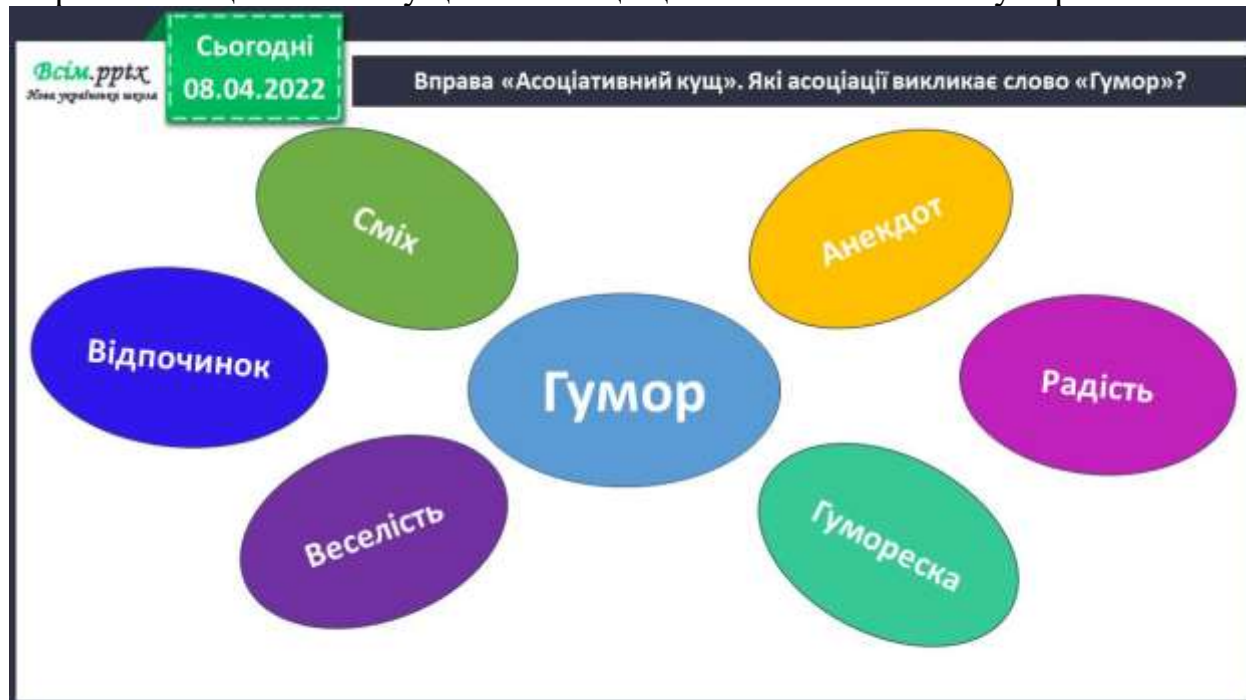 Всім.pptx
Нова українська школа
Сьогодні
08.04.2022
Вправа «Асоціативний кущ». Які асоціації викликає слово «Гумор»?
Сміх
Анекдот
Відпочинок
Гумор
Радість
Веселість
Гумореска